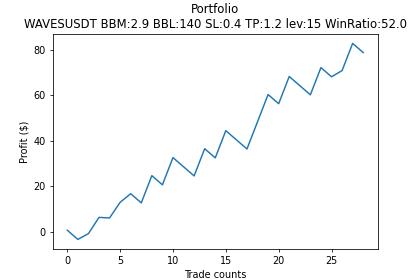 Portfolio
WAVESUSDT BBM:2.9 BBL:140 SL:0.4 TP:1.2 lev:15 WinRatio:52.0
80
60
40
20
0
Profit ($)
0 5 10 15 20 25
Trade counts